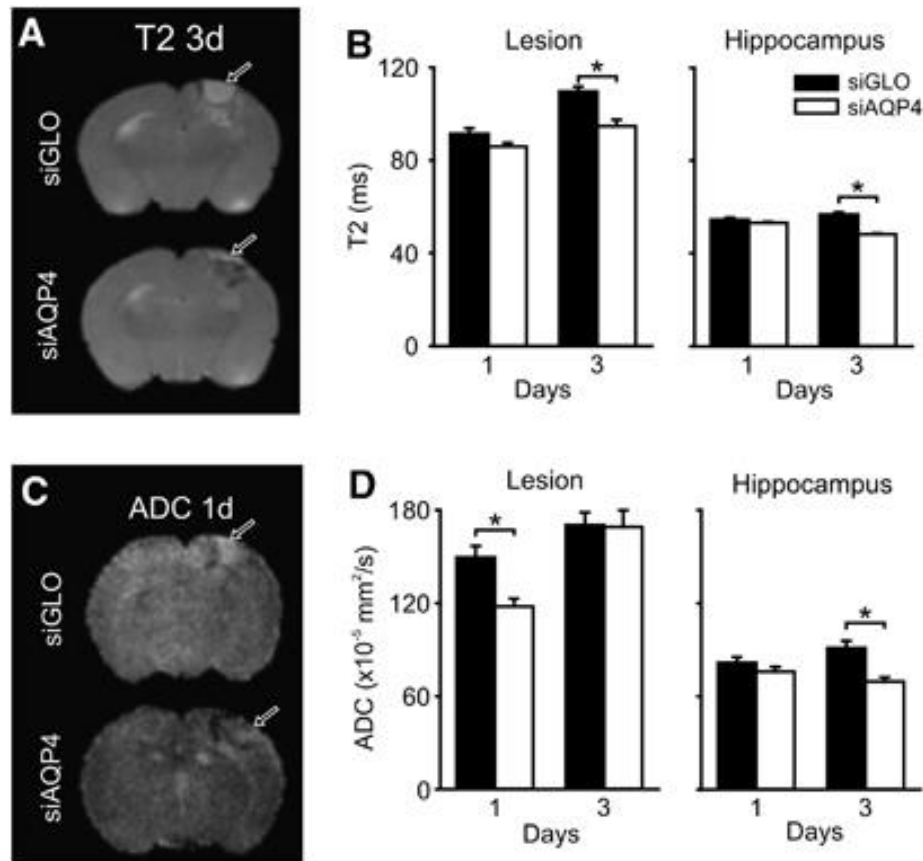 A
T2 3d
siGLO
siAQP4
B
Lesion
Hippocampus
siGLO
siAQP4
T2 (ms)
120
80
40
0
*
*
1
3
1
3
Days
Days
C
ADC 1d
siGLO
siAQP4
D
Lesion
Hippocampus
ADC (x10⁻⁵ mm²/s)
180
120
60
0
*
*
1
3
1
3
Days
Days